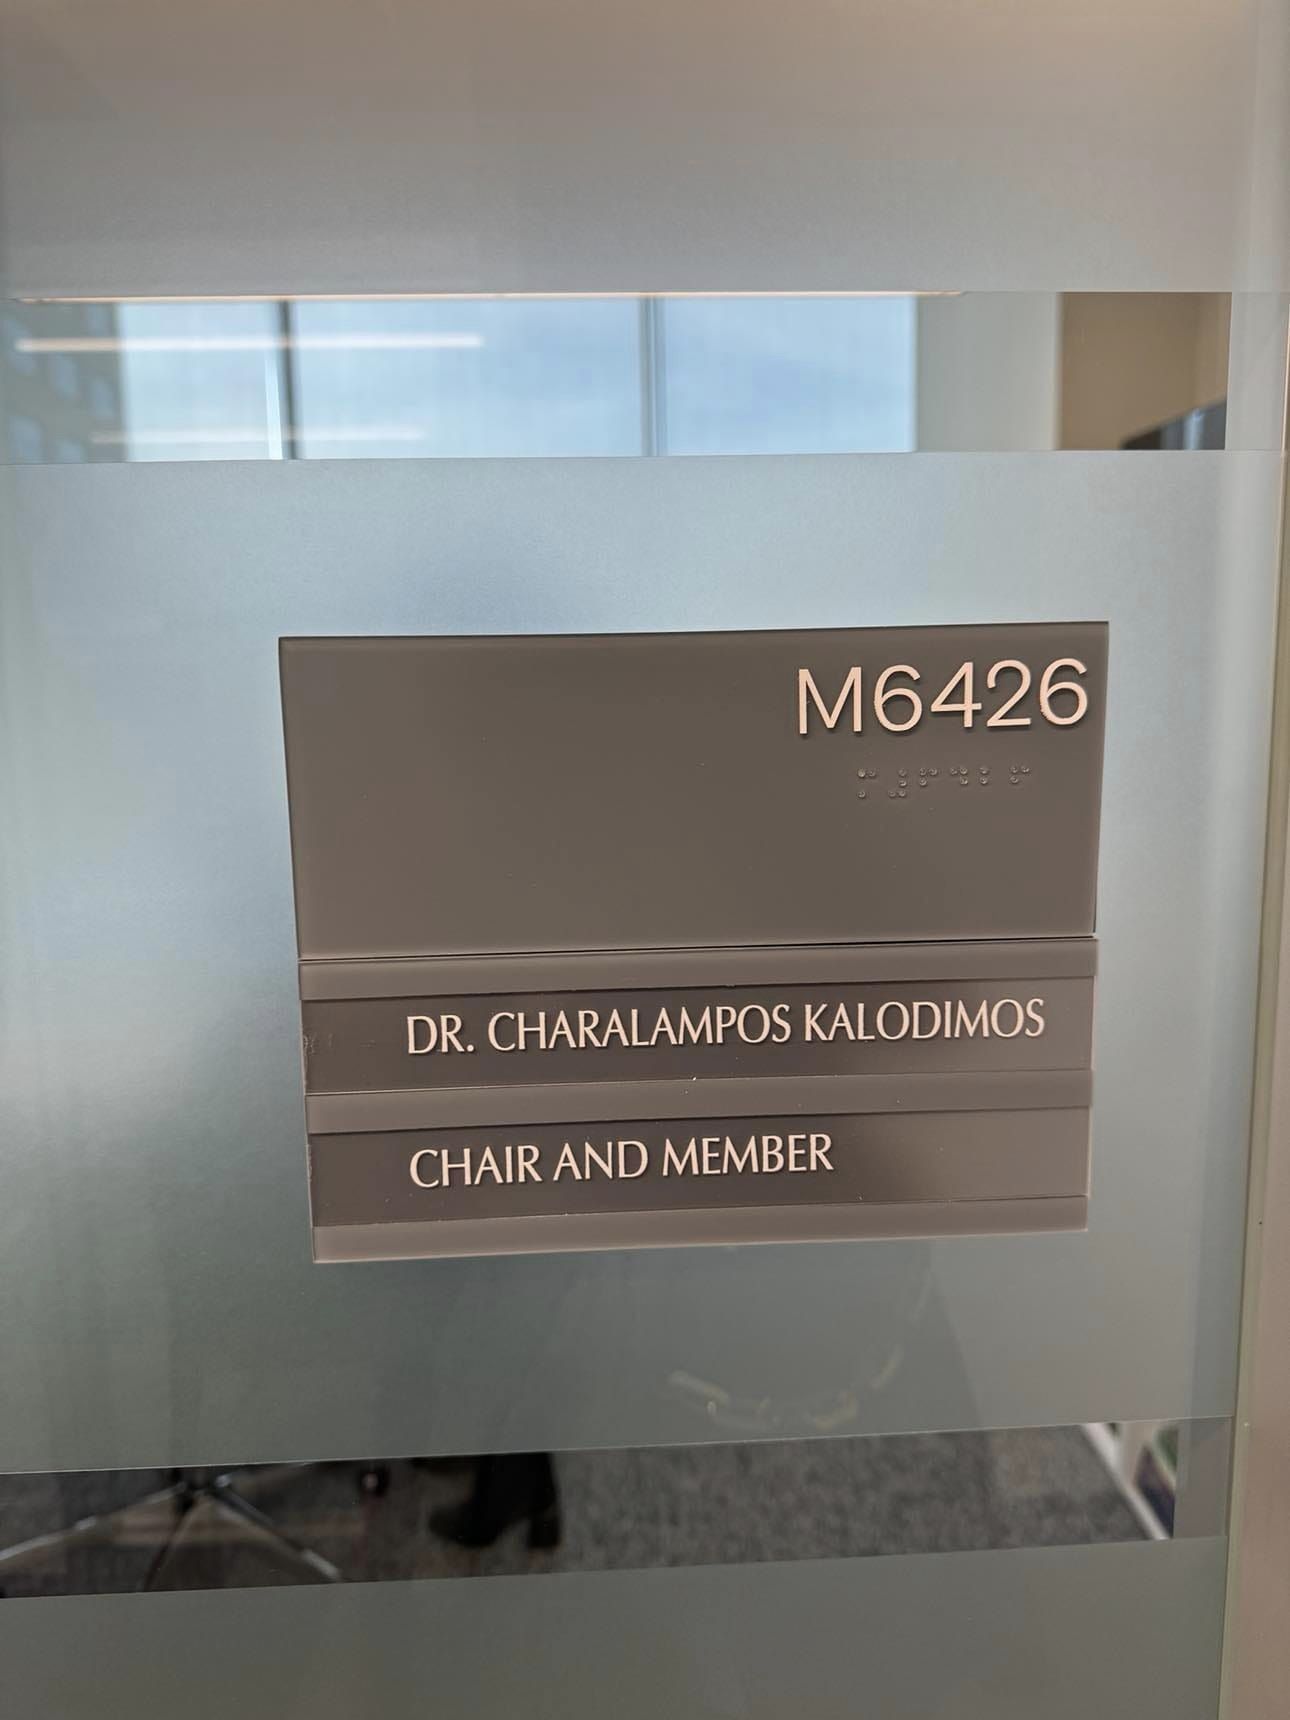 M6426
⠍⠼⠋⠙⠃⠋
DR. CHARALAMPOS KALODIMOS
CHAIR AND MEMBER